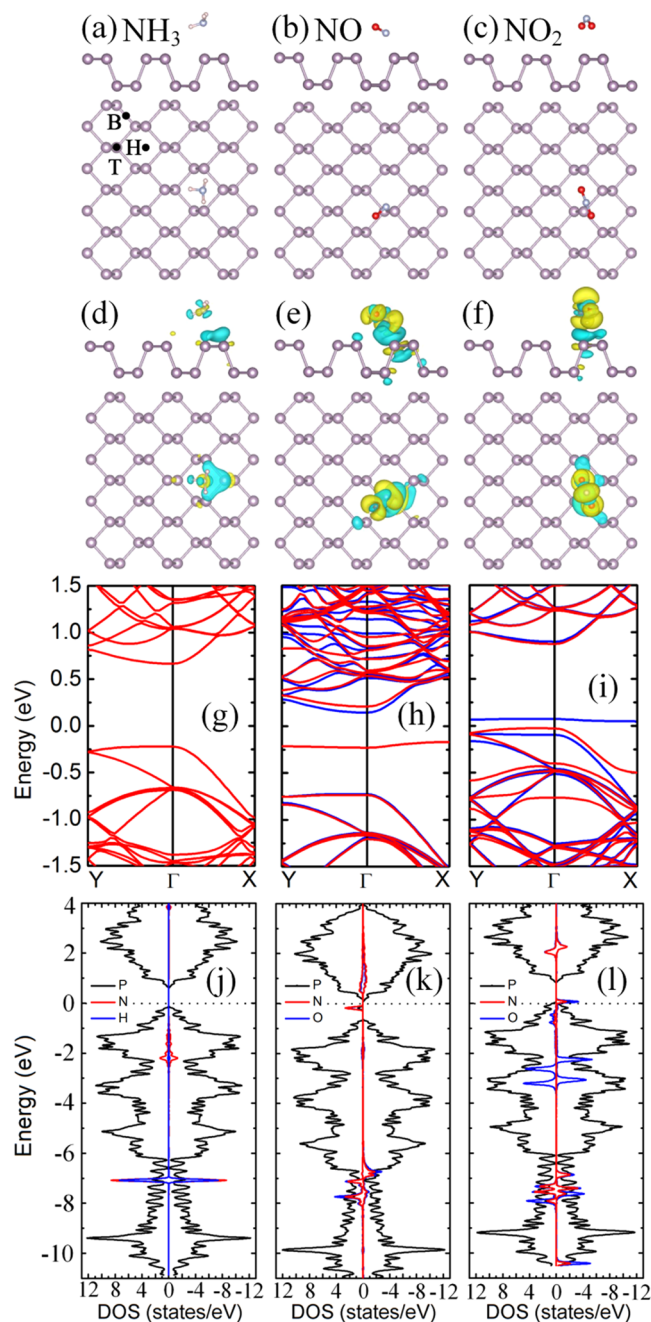 (a) NH3
(b) NO
(c) NO2
B
H
T
(d)
(e)
(f)
1.5
1.0
0.5
0.0
-0.5
-1.0
-1.5
Energy (eV)
(g)
(h)
(i)
Y Γ X
Y Γ X
Y Γ X
4
2
0
-2
-4
-6
-8
-10
Energy (eV)
(j)
P
N
H
(k)
P
N
O
(l)
P
N
O
12 8 4 0 -4 -8 -12
DOS (states/eV)
12 8 4 0 -4 -8 -12
DOS (states/eV)
12 8 4 0 -4 -8 -12
DOS (states/eV)